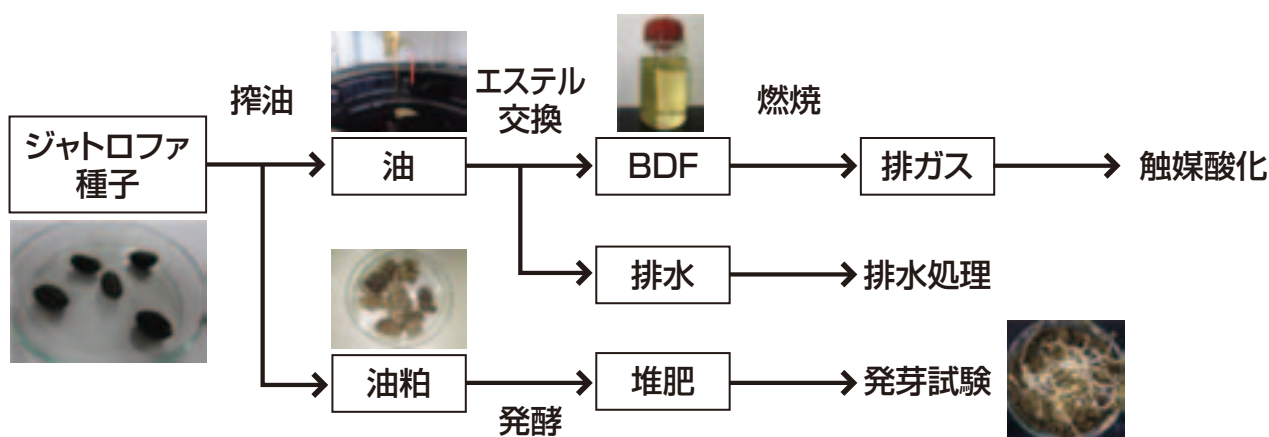 搾油
エステル
交換
燃焼
ジャトロファ
種子
油
BDF
排ガス
触媒酸化
排水
排水処理
油粕
発酵
堆肥
発芽試験